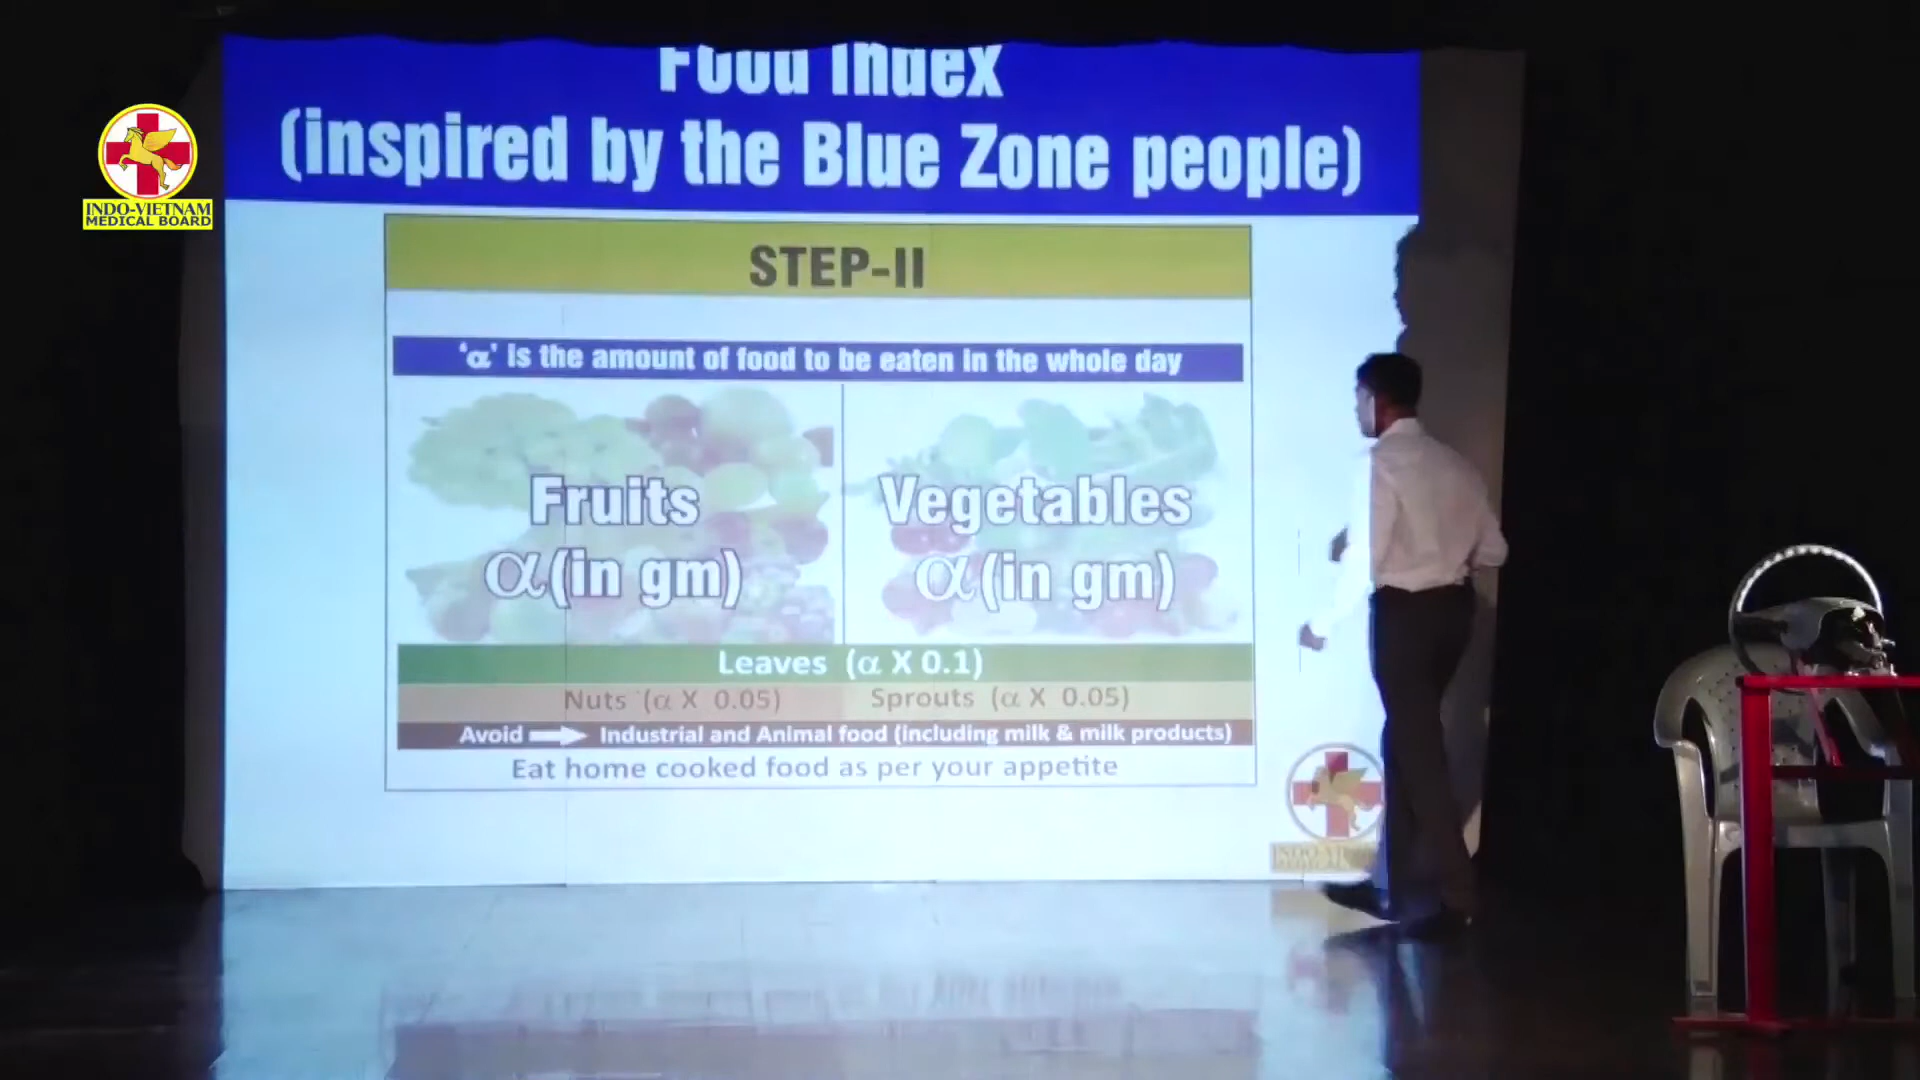 Food Index
(inspired by the Blue Zone people)
INDO-VIETNAM
MEDICAL BOARD
STEP-II
'α' is the amount of food to be eaten in the whole day
Fruits
α (in gm)
Vegetables
α (in gm)
Leaves (α X 0.1)
Nuts (α X 0.05) Sprouts (α X 0.05)
Avoid Industrial and Animal food (including milk & milk products)
Eat home cooked food as per your appetite